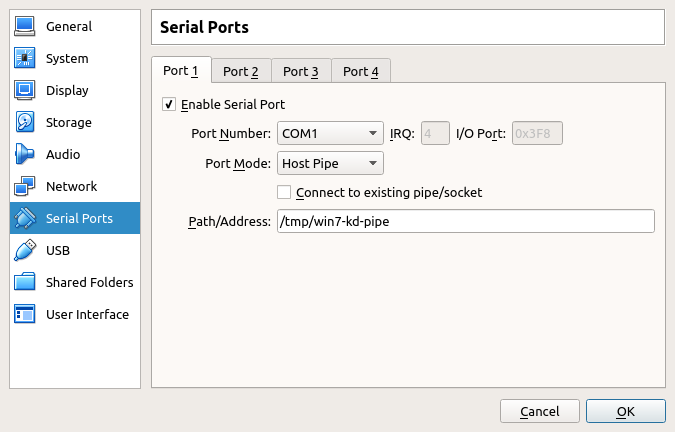 General
System
Display
Storage
Audio
Network
Serial Ports
USB
Shared Folders
User Interface
Serial Ports
Port 1 Port 2 Port 3 Port 4
Enable Serial Port
Port Number: COM1 IRQ: 4 I/O Port: 0x3F8
Port Mode: Host Pipe
Connect to existing pipe/socket
Path/Address: /tmp/win7-kd-pipe
Cancel OK